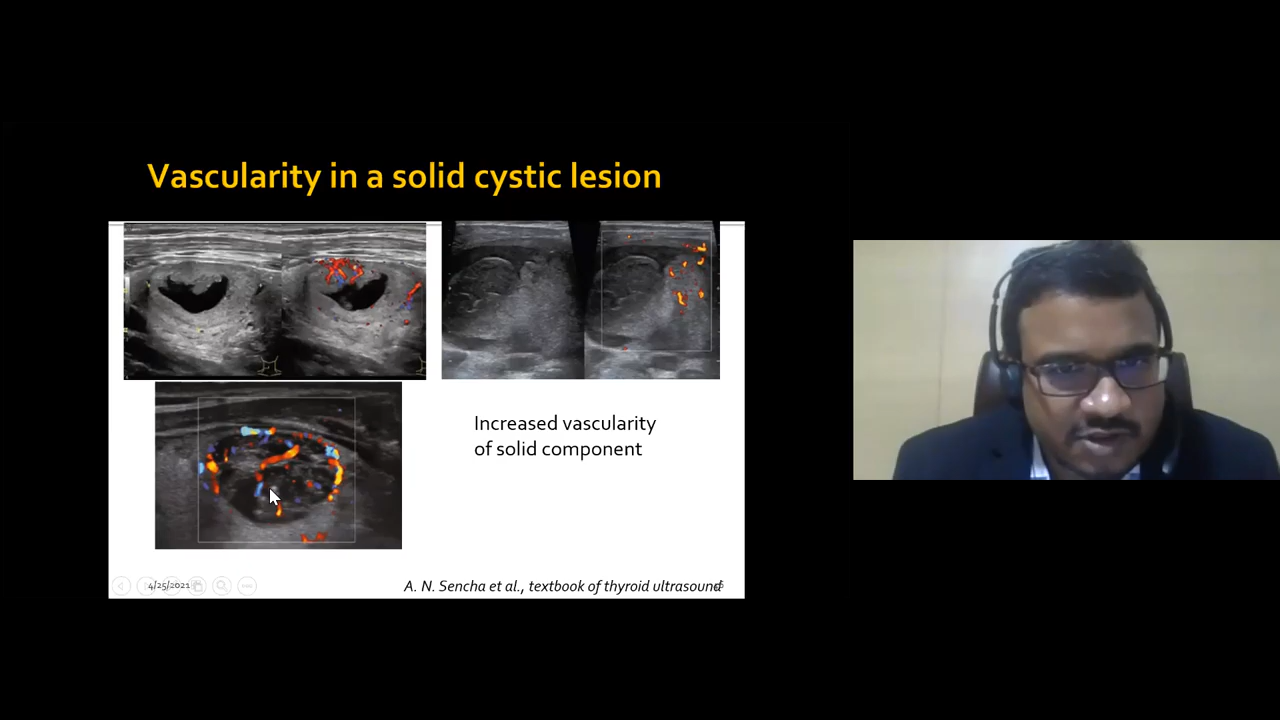 Vascularity in a solid cystic lesion
Increased vascularity
of solid component
4/25/2021
A. N. Sencha et al., textbook of thyroid ultrasound